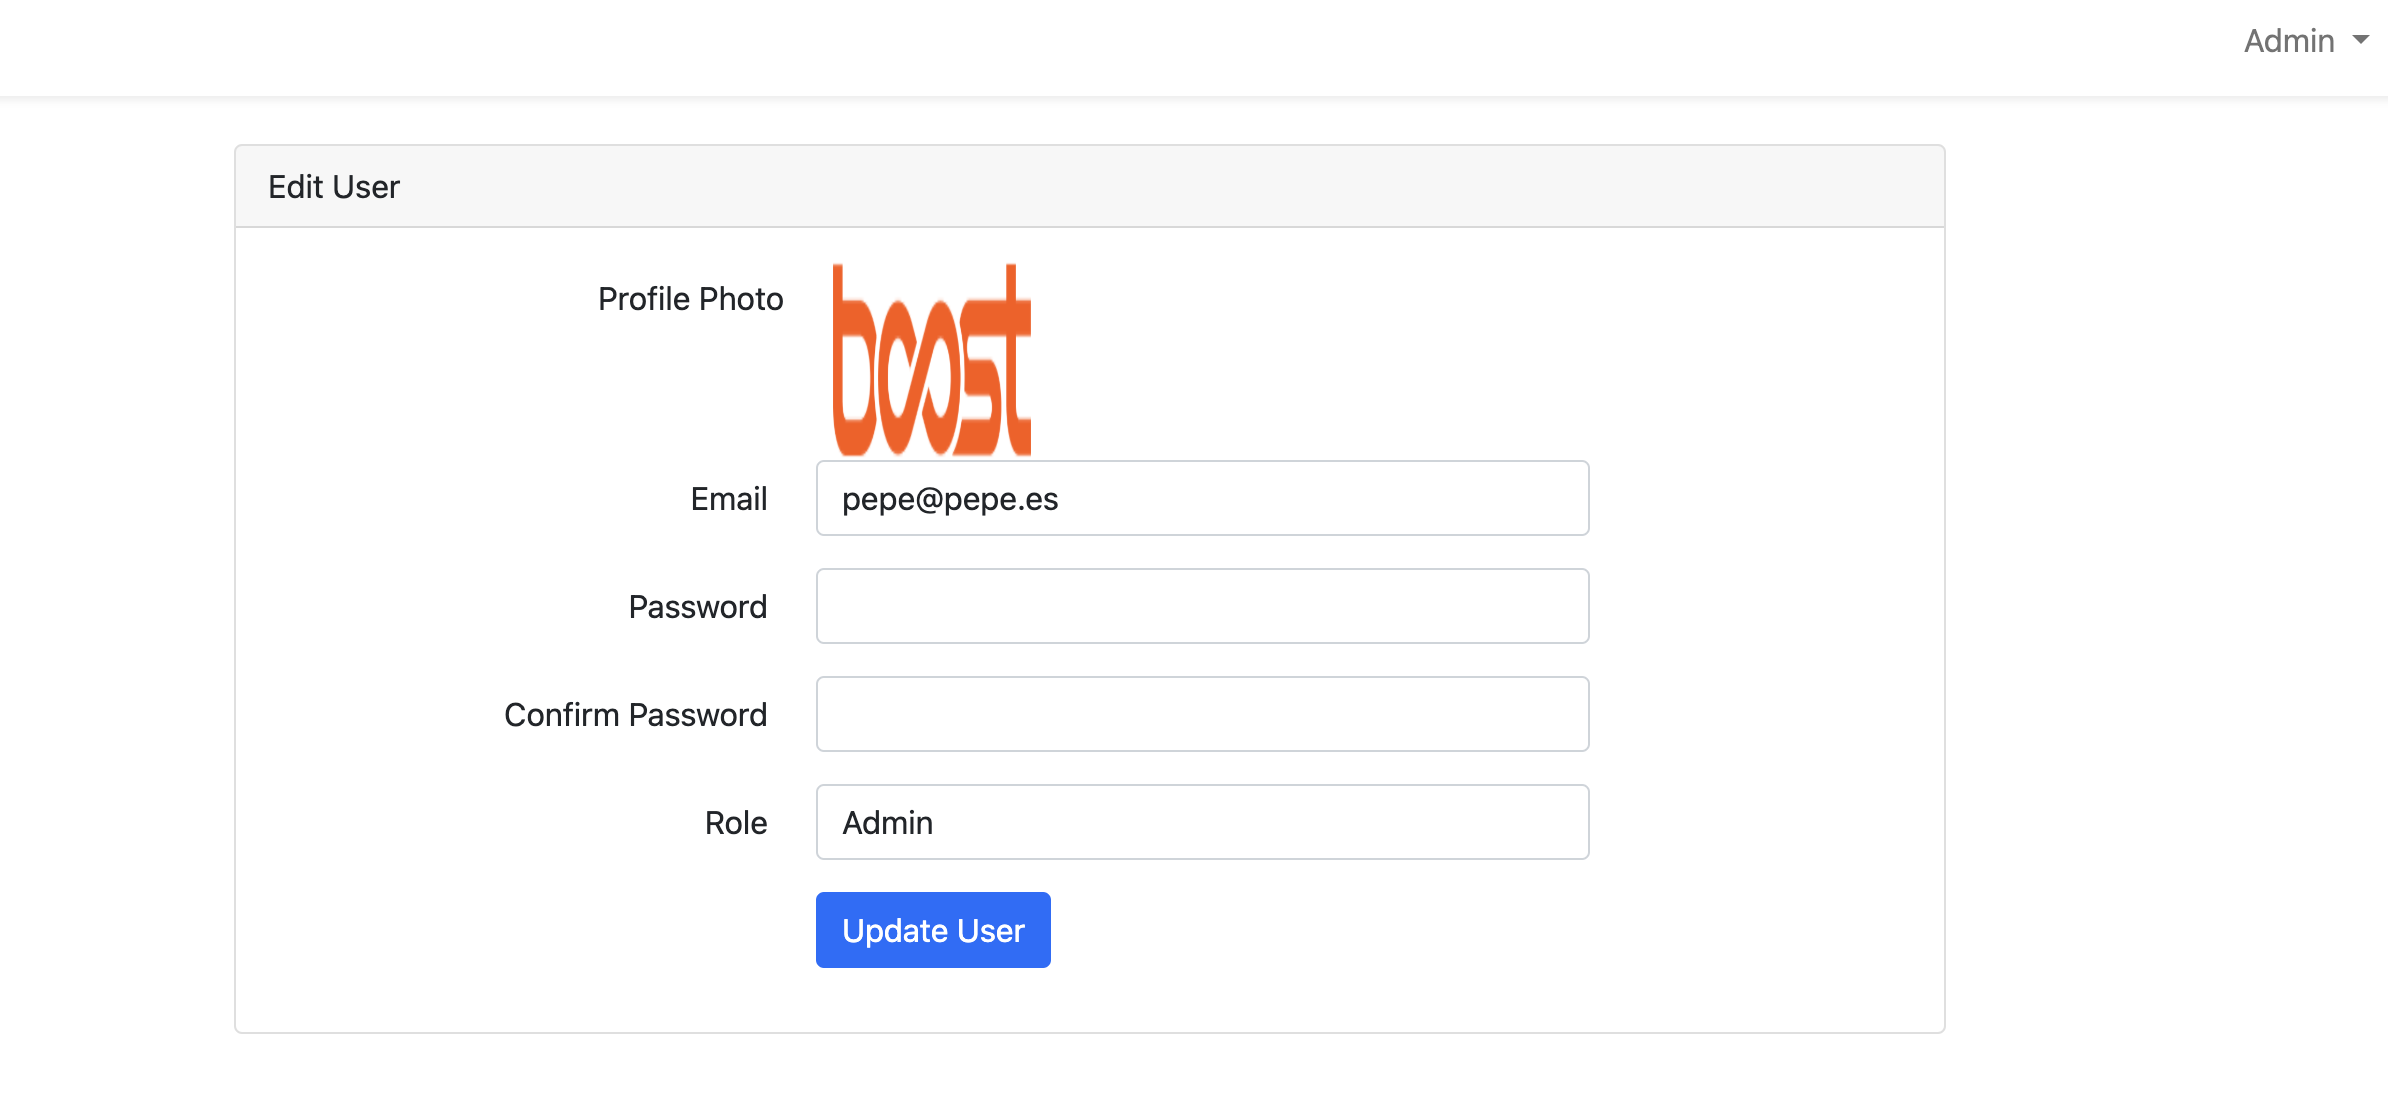 Admin
Edit User
Profile Photo
boost
Email
pepe@pepe.es
Password
Confirm Password
Role
Admin
Update User